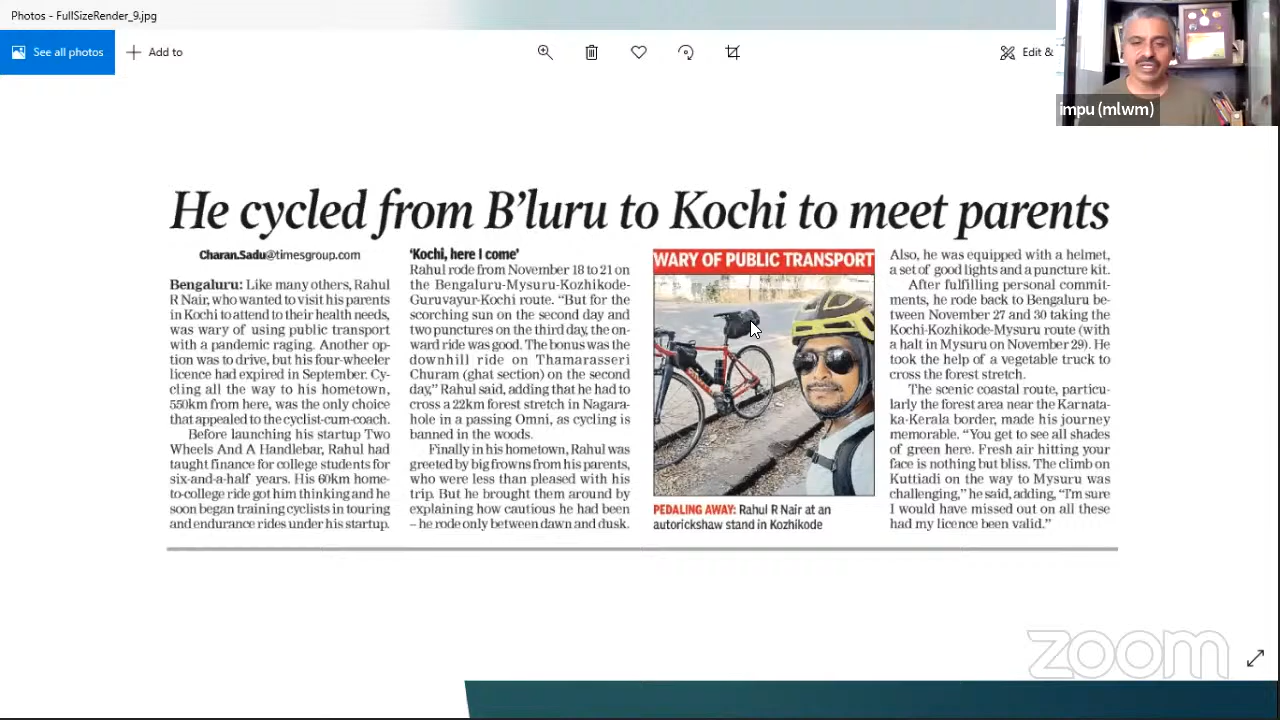 Photos - FullSizeRender_9.jpg
See all photos
Add to
Edit &
impu (mlwm)
He cycled from B'luru to Kochi to meet parents
Charan.Sadu@timesgroup.com
Bengaluru: Like many others, Rahul
R Nair, who wanted to visit his parents
in Kochi to attend to their health needs,
was wary of using public transport
with a pandemic raging. Another op-
tion was to drive, but his four-wheeler
licence had expired in September. Cy-
cling all the way to his hometown,
550km from here, was the only choice
that appealed to the cyclist-cum-coach.
Before launching his startup Two
Wheels And A Handlebar, Rahul had
taught finance for college students for
six-and-a-half years. His 60km home-
to-college ride got him thinking and he
soon began training cyclists in touring
and endurance rides under his startup.
'Kochi, here I come'
Rahul rode from November 18 to 21 on
the Bengaluru-Mysuru-Kozhikode-
Guruvayur-Kochi route. "But for the
scorching sun on the second day and
two punctures on the third day, the on-
ward ride was good. The bonus was the
downhill ride on Thamarasseri
Churam (ghat section) on the second
day," Rahul said, adding that he had to
cross a 22km forest stretch in Nagara-
hole in a passing Omni, as cycling is
banned in the woods.
Finally in his hometown, Rahul was
greeted by big frowns from his parents,
who were less than pleased with his
trip. But he brought them around by
explaining how cautious he had been
– he rode only between dawn and dusk.
WARY OF PUBLIC TRANSPORT
PEDALING AWAY: Rahul R Nair at an
autorickshaw stand in Kozhikode
Also, he was equipped with a helmet,
a set of good lights and a puncture kit.
After fulfilling personal commit-
ments, he rode back to Bengaluru be-
tween November 27 and 30 taking the
Kochi-Kozhikode-Mysuru route (with
a halt in Mysuru on November 29). He
took the help of a vegetable truck to
cross the forest stretch.
The scenic coastal route, particu-
larly the forest area near the Karnata-
ka-Kerala border, made his journey
memorable. "You get to see all shades
of green here. Fresh air hitting your
face is nothing but bliss. The climb on
Kuttiadi on the way to Mysuru was
challenging," he said, adding, "I'm sure
I would have missed out on all these
had my licence been valid."
zoom